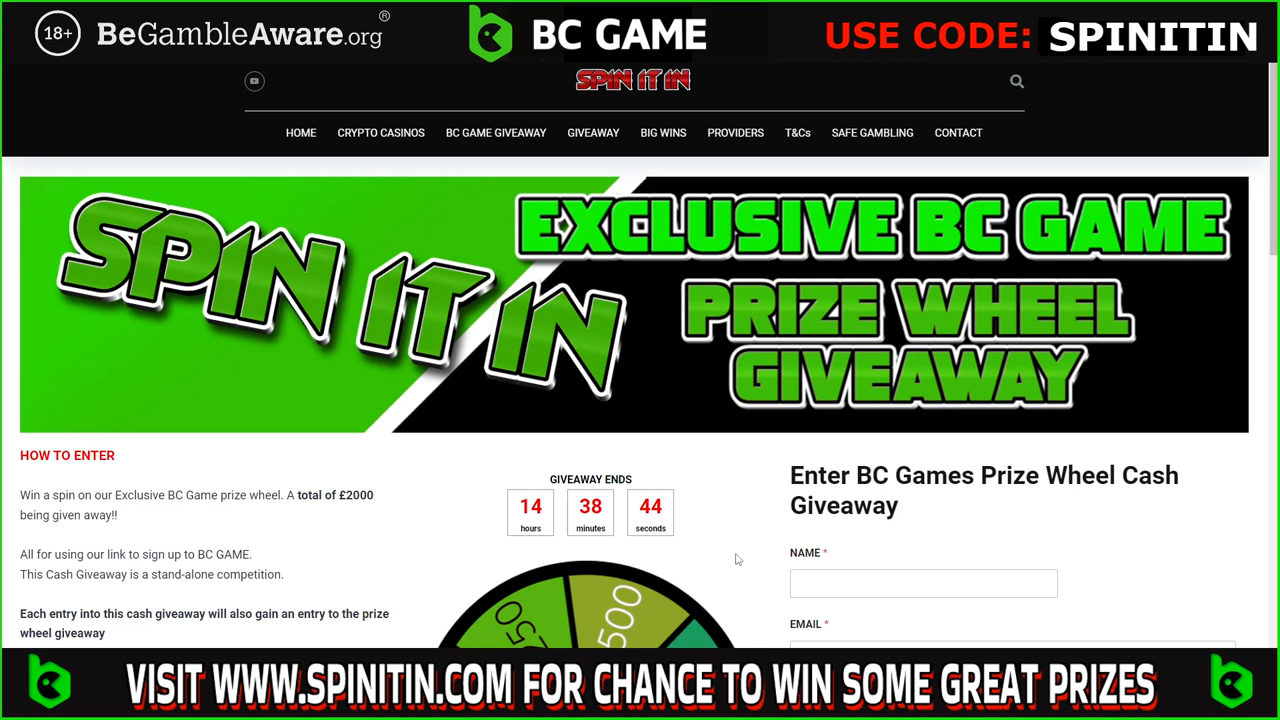 18+ BeGambleAware.org®
BC GAME
USE CODE: SPINITIN
SPIN IT IN
HOME CRYPTO CASINOS BC GAME GIVEAWAY GIVEAWAY BIG WINS PROVIDERS T&Cs SAFE GAMBLING CONTACT
SPIN IT IN
EXCLUSIVE BC GAME
PRIZE WHEEL
GIVEAWAY
HOW TO ENTER
Win a spin on our Exclusive BC Game prize wheel. A total of £2000
being given away!!
All for using our link to sign up to BC GAME.
This Cash Giveaway is a stand-alone competition.
Each entry into this cash giveaway will also gain an entry to the prize
wheel giveaway
GIVEAWAY ENDS
14 38 44
hours minutes seconds
500
Enter BC Games Prize Wheel Cash
Giveaway
NAME *
EMAIL *
VISIT WWW.SPINITIN.COM FOR CHANCE TO WIN SOME GREAT PRIZES